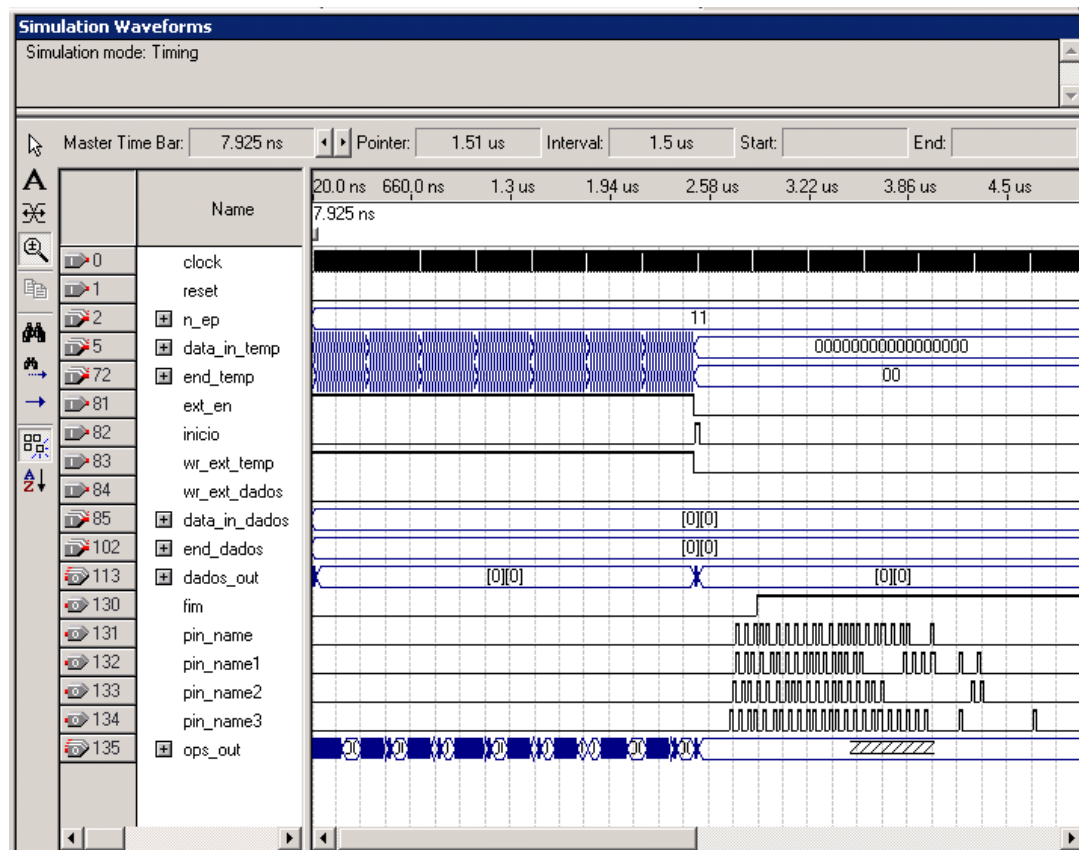 Simulation Waveforms
Simulation mode: Timing
Master Time Bar: 7.925 ns Pointer: 1.51 us Interval: 1.5 us Start: End:
A
Name
20.0 ns 660.0 ns 1.3 us 1.94 us 2.58 us 3.22 us 3.86 us 4.5 us
7.925 ns
0 clock
1 reset
2 n_ep 11
5 data_in_temp 00000000000000000
72 end_temp 00
81 ext_en
82 inicio
83 wr_ext_temp
84 wr_ext_dados
85 data_in_dados [0][0]
102 end_dados [0][0]
113 dados_out [0][0] [0][0]
130 fim
131 pin_name
132 pin_name1
133 pin_name2
134 pin_name3
135 ops_out
A
Z